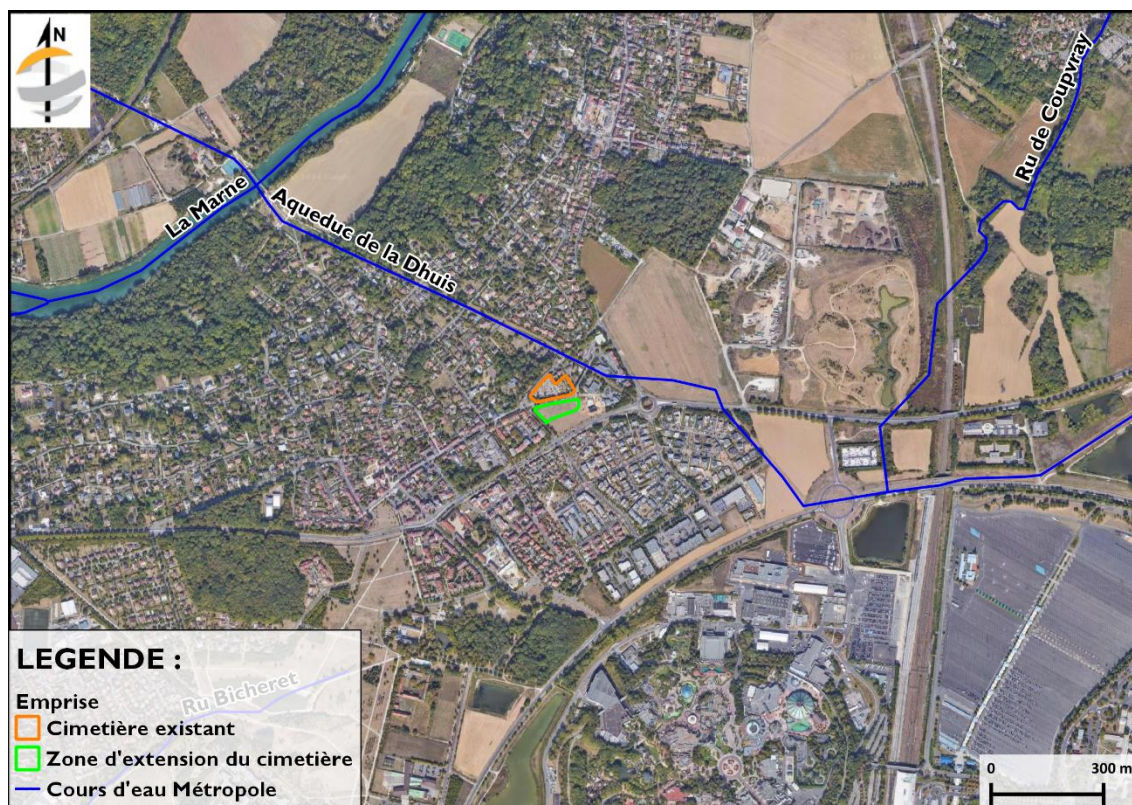 N
Ru de Coupvray
La Marne
Aqueduc de la Dhuis
LEGENDE :
Ru Bicheret
Emprise
Cimetière existant
Zone d'extension du cimetière
Cours d'eau Métropole
0 300 m